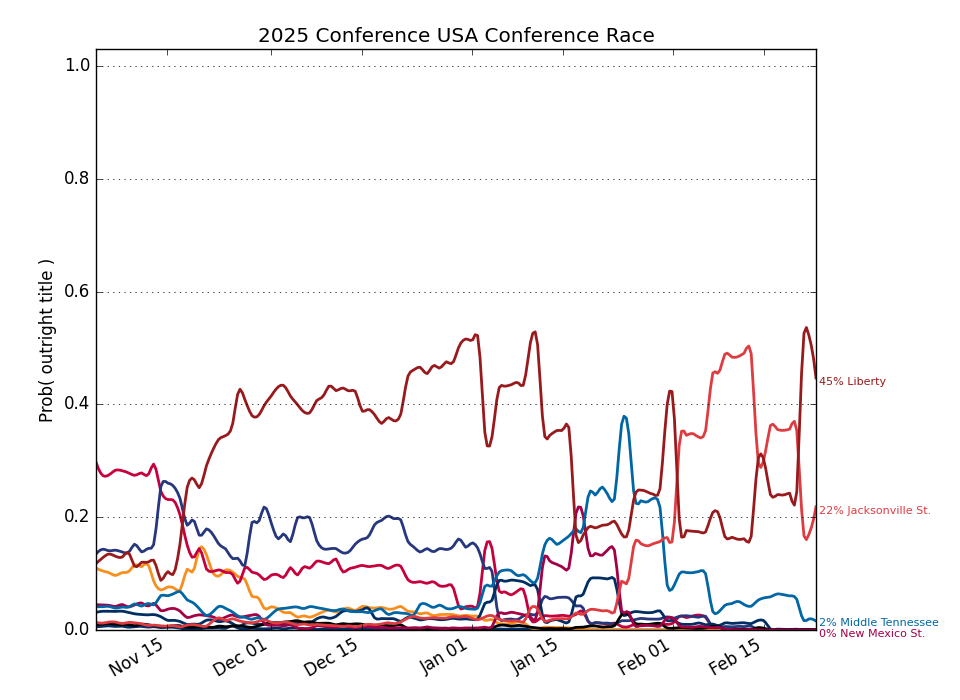 2025 Conference USA Conference Race
1.0
0.8
0.6
0.4
0.2
0.0
Prob( outright title )
45% Liberty
22% Jacksonville St.
2% Middle Tennessee
0% New Mexico St.
Nov 15
Dec 01
Dec 15
Jan 01
Jan 15
Feb 01
Feb 15